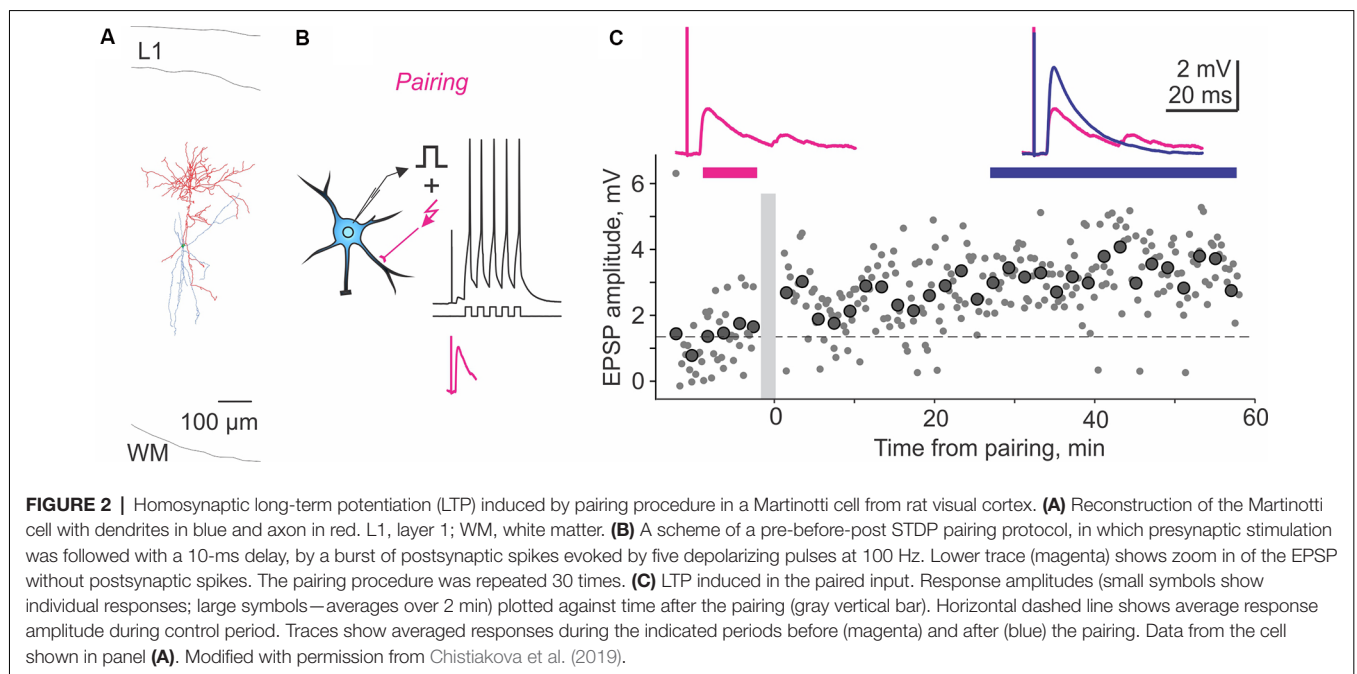 A
L1
100 µm
WM
B
Pairing
+
C
2 mV
20 ms
EPSP amplitude, mV
6
4
2
0
0
20
40
60
Time from pairing, min
FIGURE 2 | Homosynaptic long-term potentiation (LTP) induced by pairing procedure in a Martinotti cell from rat visual cortex. (A) Reconstruction of the Martinotti
cell with dendrites in blue and axon in red. L1, layer 1; WM, white matter. (B) A scheme of a pre-before-post STDP pairing protocol, in which presynaptic stimulation
was followed with a 10-ms delay, by a burst of postsynaptic spikes evoked by five depolarizing pulses at 100 Hz. Lower trace (magenta) shows zoom in of the EPSP
without postsynaptic spikes. The pairing procedure was repeated 30 times. (C) LTP induced in the paired input. Response amplitudes (small symbols show
individual responses; large symbols—averages over 2 min) plotted against time after the pairing (gray vertical bar). Horizontal dashed line shows average response
amplitude during control period. Traces show averaged responses during the indicated periods before (magenta) and after (blue) the pairing. Data from the cell
shown in panel (A). Modified with permission from Chistiakova et al. (2019).